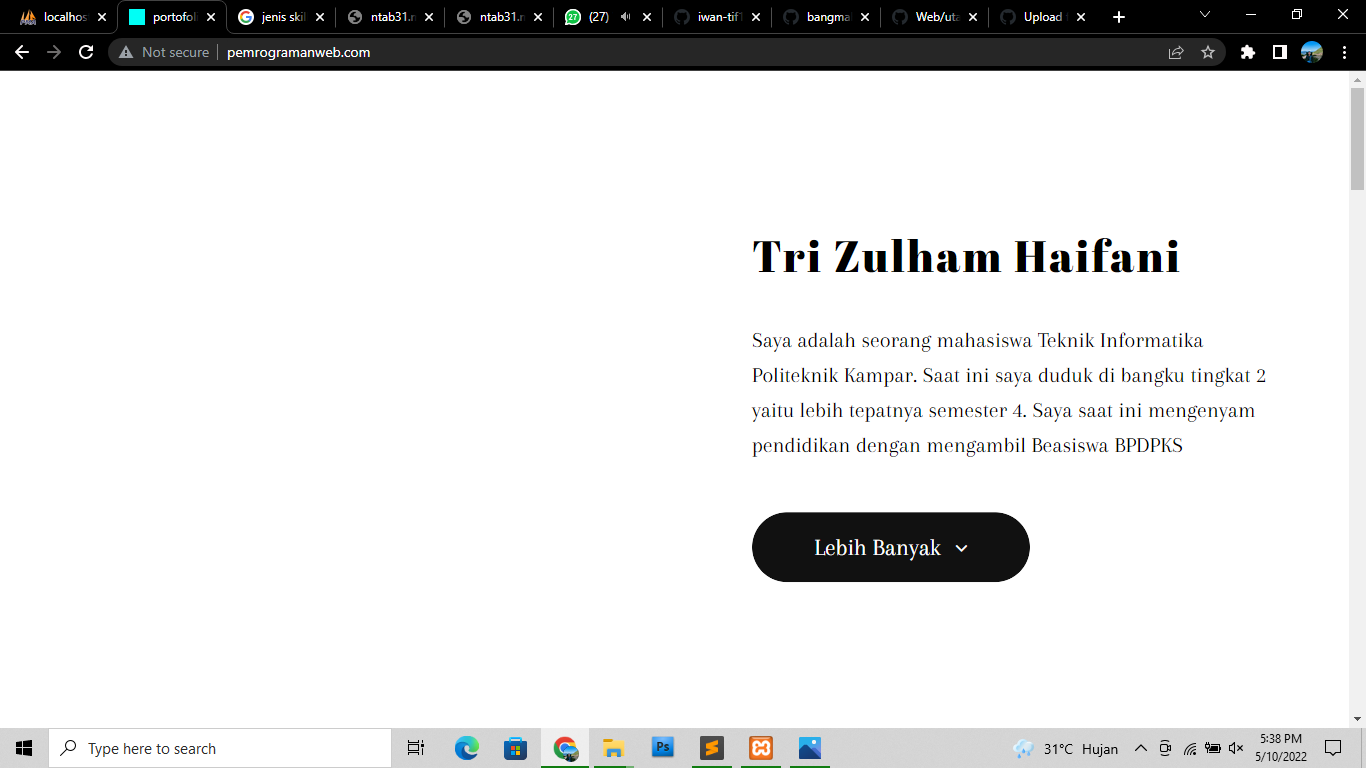 localhos portofol jenis skil ntab31.r ntab31.r 27 (27) iwan-tif bangma Web/uta Upload
Not secure pemrogramanweb.com
Tri Zulham Haifani
Saya adalah seorang mahasiswa Teknik Informatika
Politeknik Kampar. Saat ini saya duduk di bangku tingkat 2
yaitu lebih tepatnya semester 4. Saya saat ini mengenyam
pendidikan dengan mengambil Beasiswa BPDPKS
Lebih Banyak
Type here to search
Ps
31°C Hujan
5:38 PM
5/10/2022